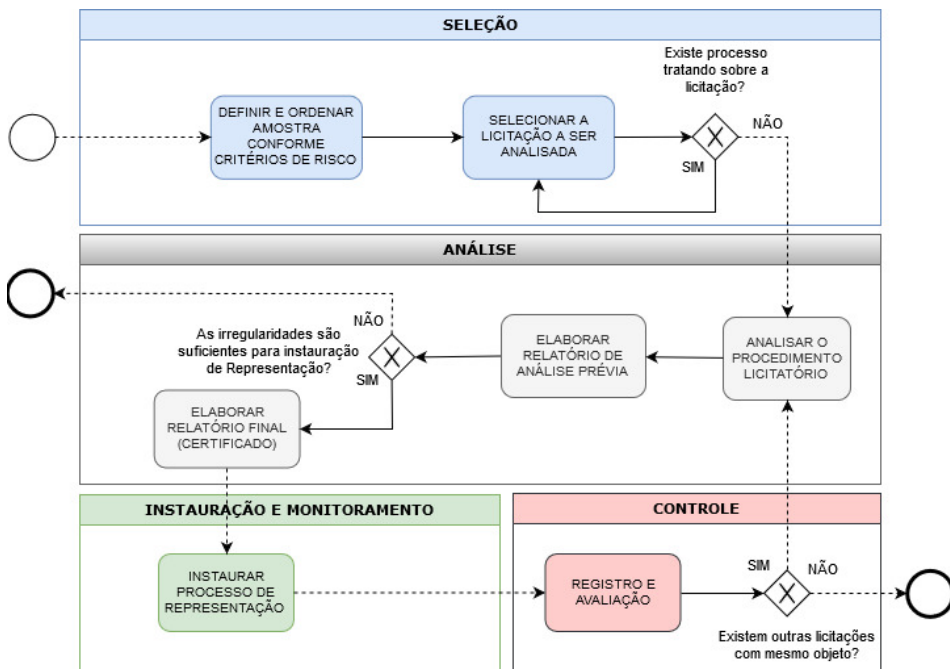 SELEÇÃO
Existe processo
tratando sobre a
licitação?
DEFINIR E ORDENAR
AMOSTRA
CONFORME
CRITÉRIOS DE RISCO
SELECIONAR A
LICITAÇÃO A SER
ANALISADA
X
NÃO
SIM
ANÁLISE
NÃO
As irregularidades são
suficientes para instauração
de Representação?
X
SIM
ELABORAR
RELATÓRIO DE
ANÁLISE PRÉVIA
ANALISAR O
PROCEDIMENTO
LICITATÓRIO
ELABORAR
RELATÓRIO FINAL
(CERTIFICADO)
INSTAURAÇÃO E MONITORAMENTO
INSTAURAR
PROCESSO DE
REPRESENTAÇÃO
CONTROLE
REGISTRO E
AVALIAÇÃO
SIM
X
NÃO
Existem outras licitações
com mesmo objeto?